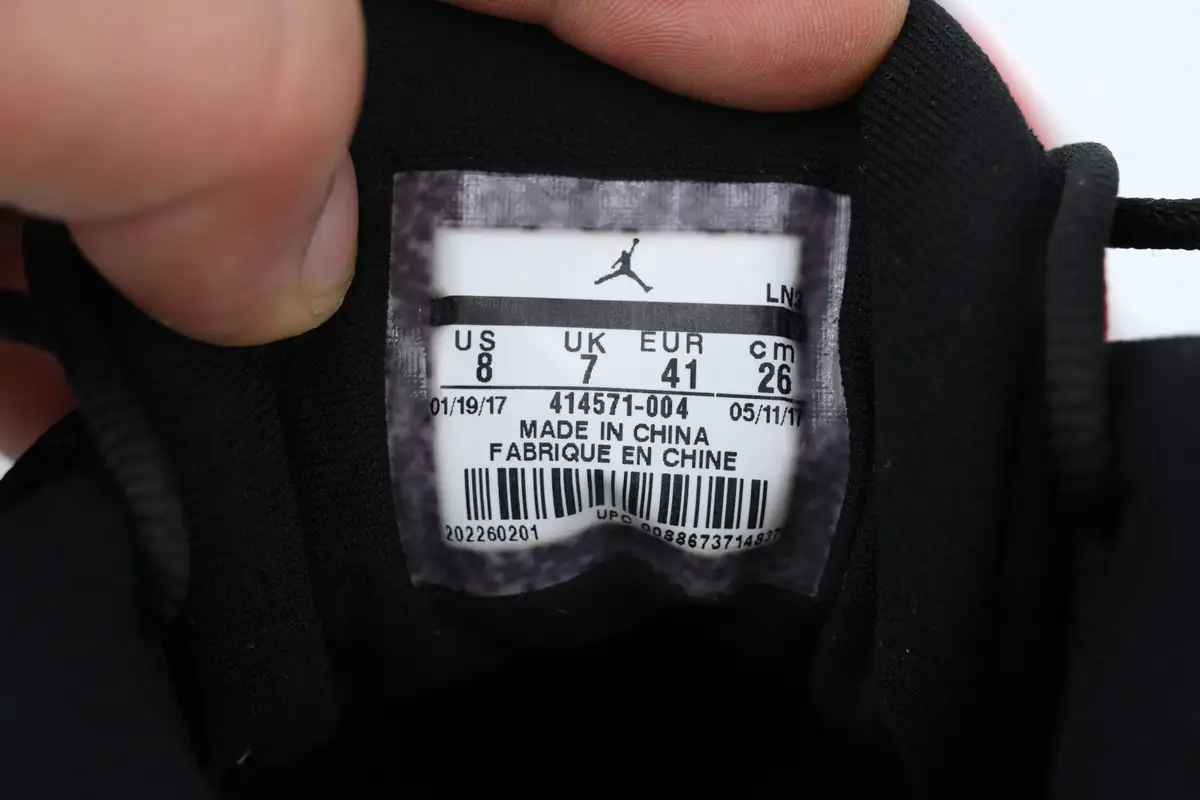 LN3
US UK EUR cm
8 7 41 26
01/19/17 414571-004 05/11/17
MADE IN CHINA
FABRIQUE EN CHINE
202260201 UPC